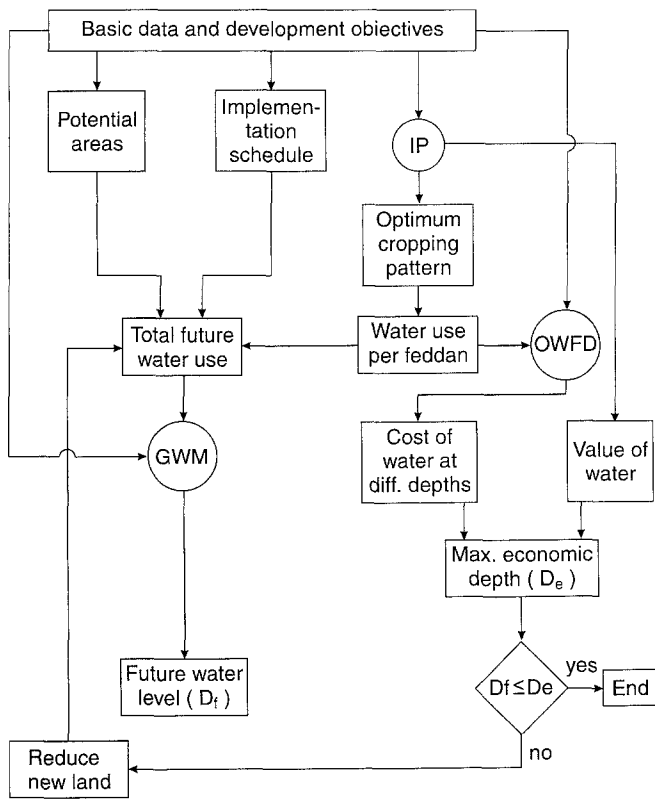 Basic data and development objectives
Potential
areas
Implemen-
tation
schedule
IP
Optimum
cropping
pattern
Total future
water use
Water use
per feddan
OWFD
GWM
Cost of
water at
diff. depths
Value of
water
Max. economic
depth ( De )
Future water
level ( Df )
Df ≤ De
yes
End
no
Reduce
new land